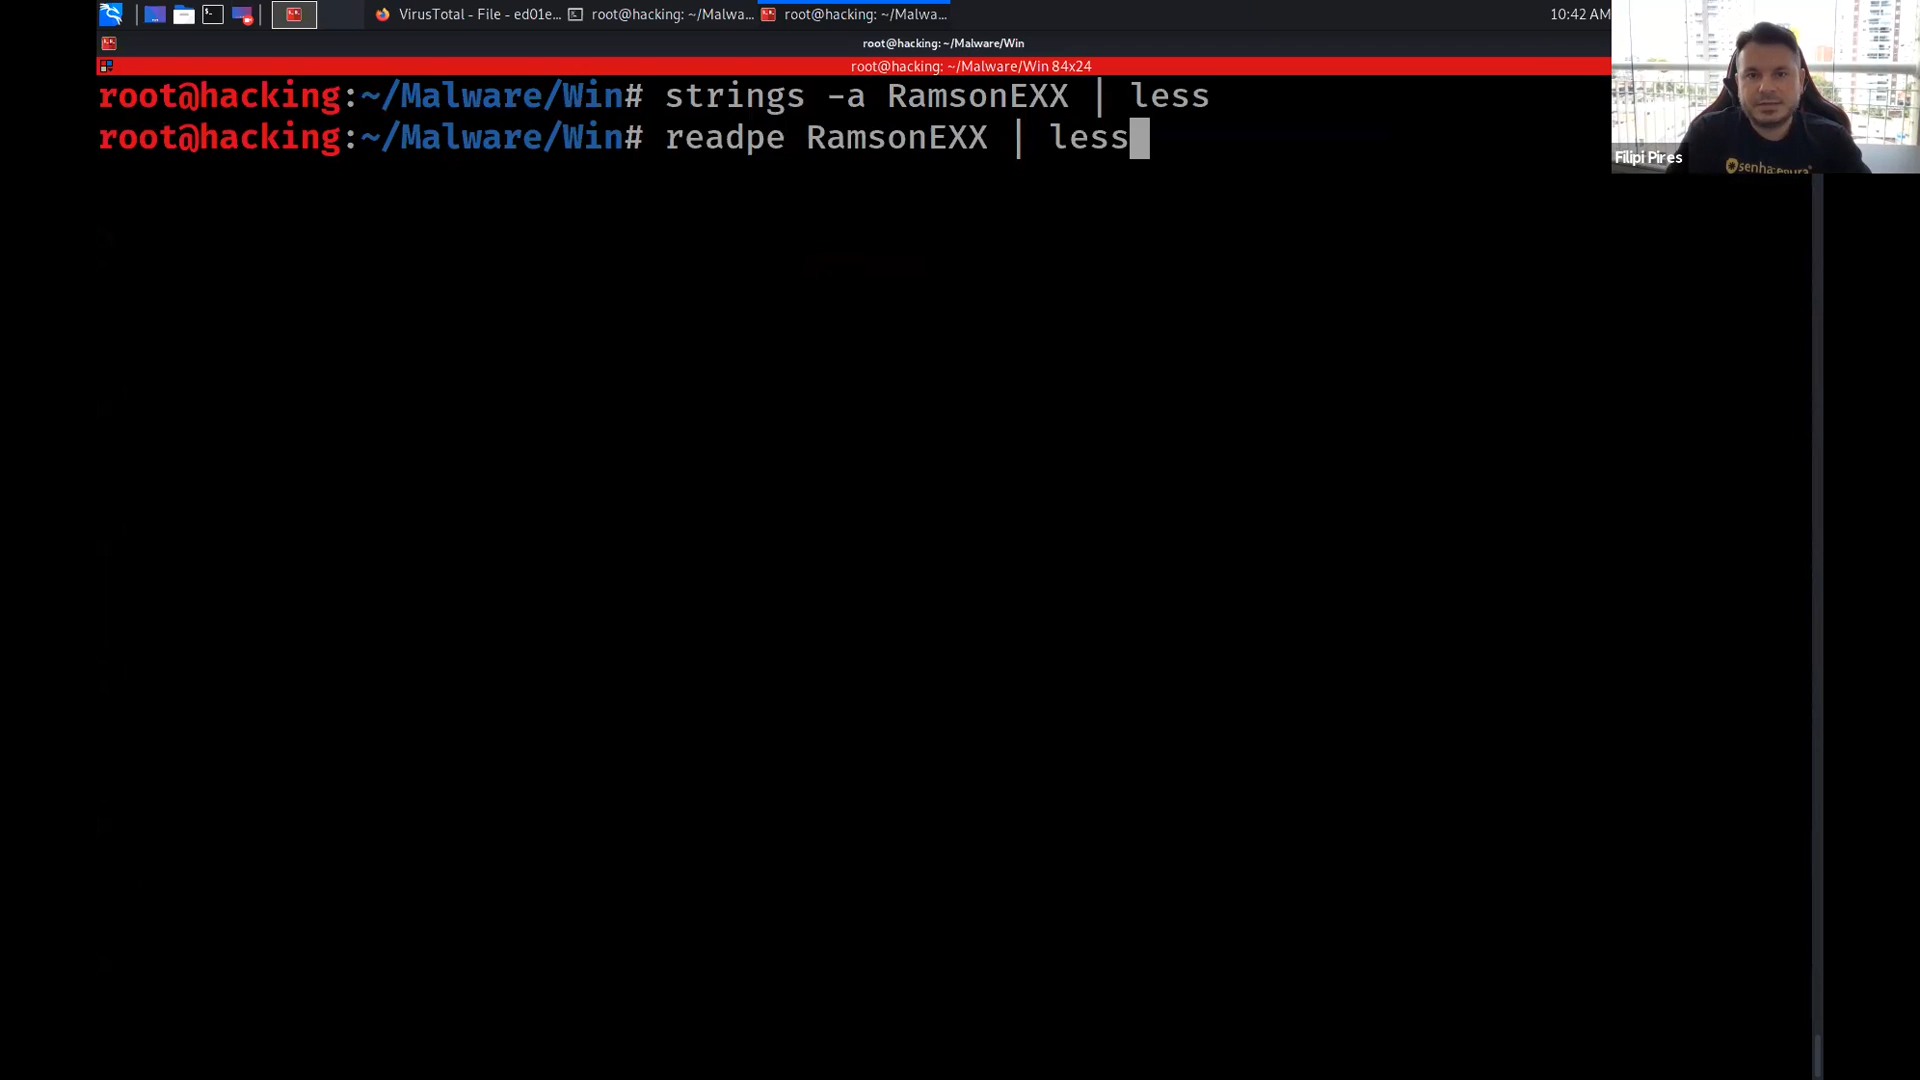 VirusTotal - File - ed01e...
root@hacking: ~/Malwa...
root@hacking: ~/Malwa...
10:42 AM
root@hacking: ~/Malware/Win
root@hacking: ~/Malware/Win 84x24
root@hacking:~/Malware/Win# strings -a RamsonEXX | less
root@hacking:~/Malware/Win# readpe RamsonEXX | less
Filipi Pires